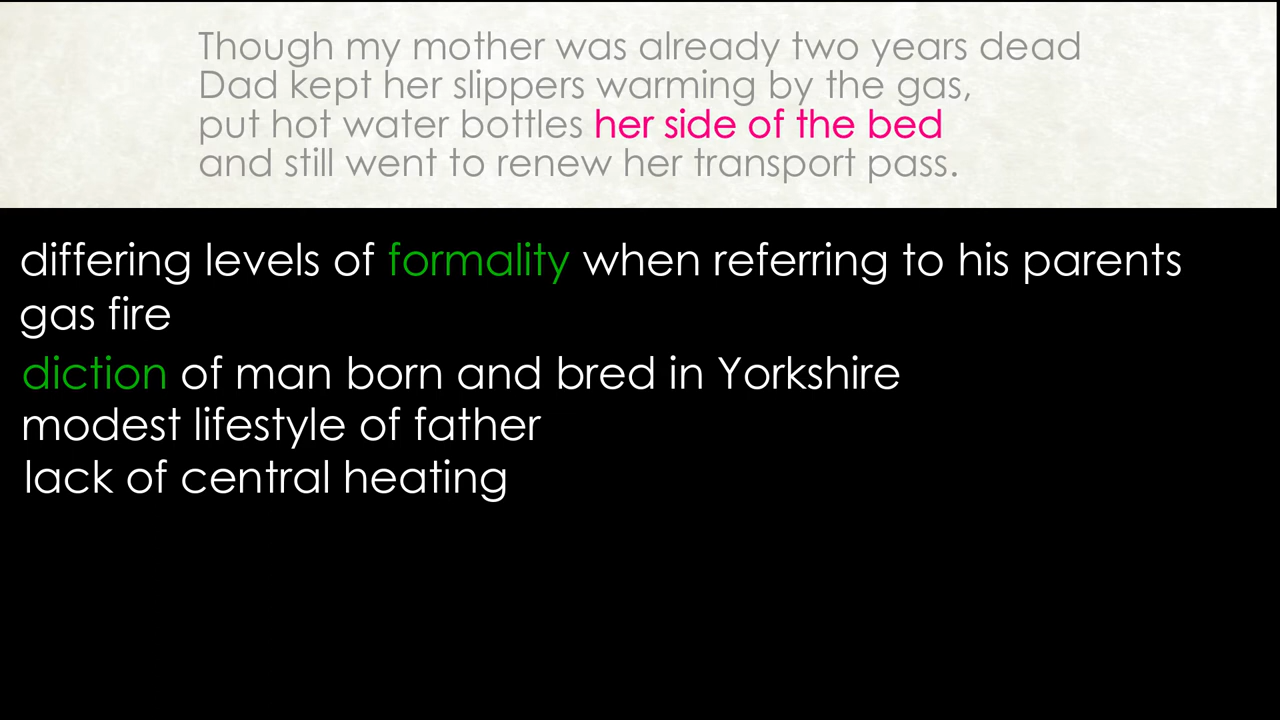 Though my mother was already two years dead
Dad kept her slippers warming by the gas,
put hot water bottles her side of the bed
and still went to renew her transport pass.
differing levels of formality when referring to his parents
gas fire
diction of man born and bred in Yorkshire
modest lifestyle of father
lack of central heating